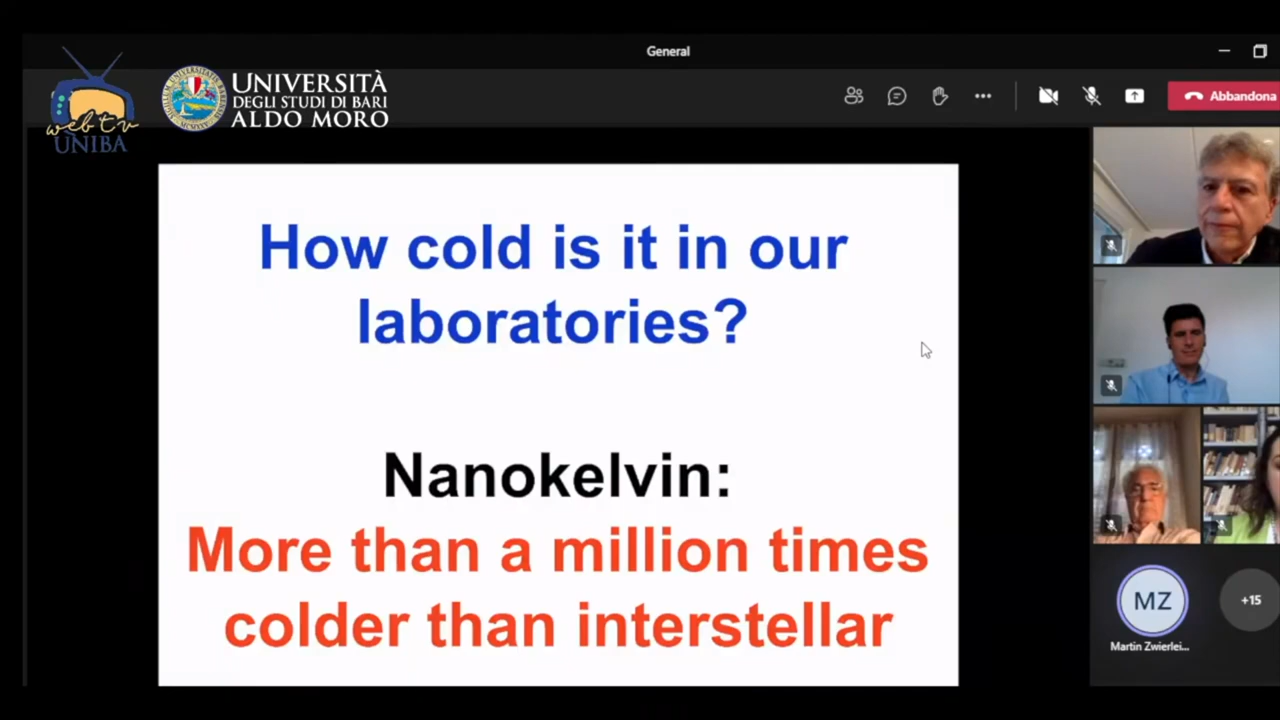 General
web tv
UNIBA
UNIVERSITÀ
DEGLI STUDI DI BARI
ALDO MORO
Abbandona
How cold is it in our
laboratories?
Nanokelvin:
More than a million times
colder than interstellar
MZ
+15
Martin Zwierlei...